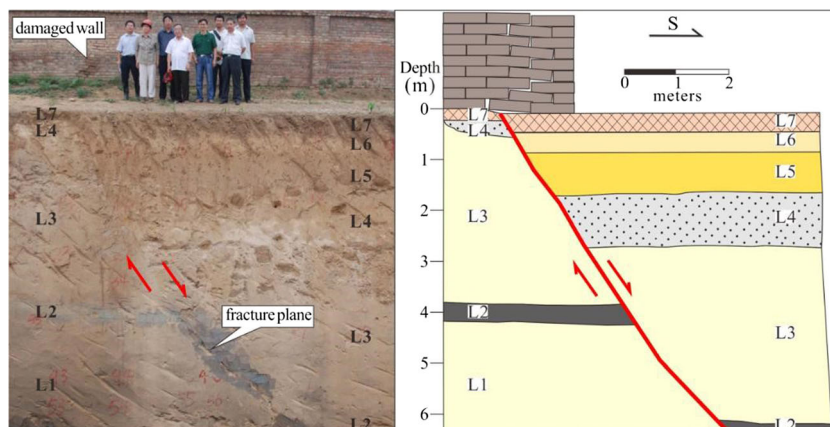 damaged wall
L7
L4
L3
L2
L1
L7
L6
L5
L4
L3
L2
fracture plane
S
0 1 2
meters
Depth
(m)
0
1
2
3
4
5
6
L7
L4
L3
L2
L1
L7
L6
L5
L4
L3
L2